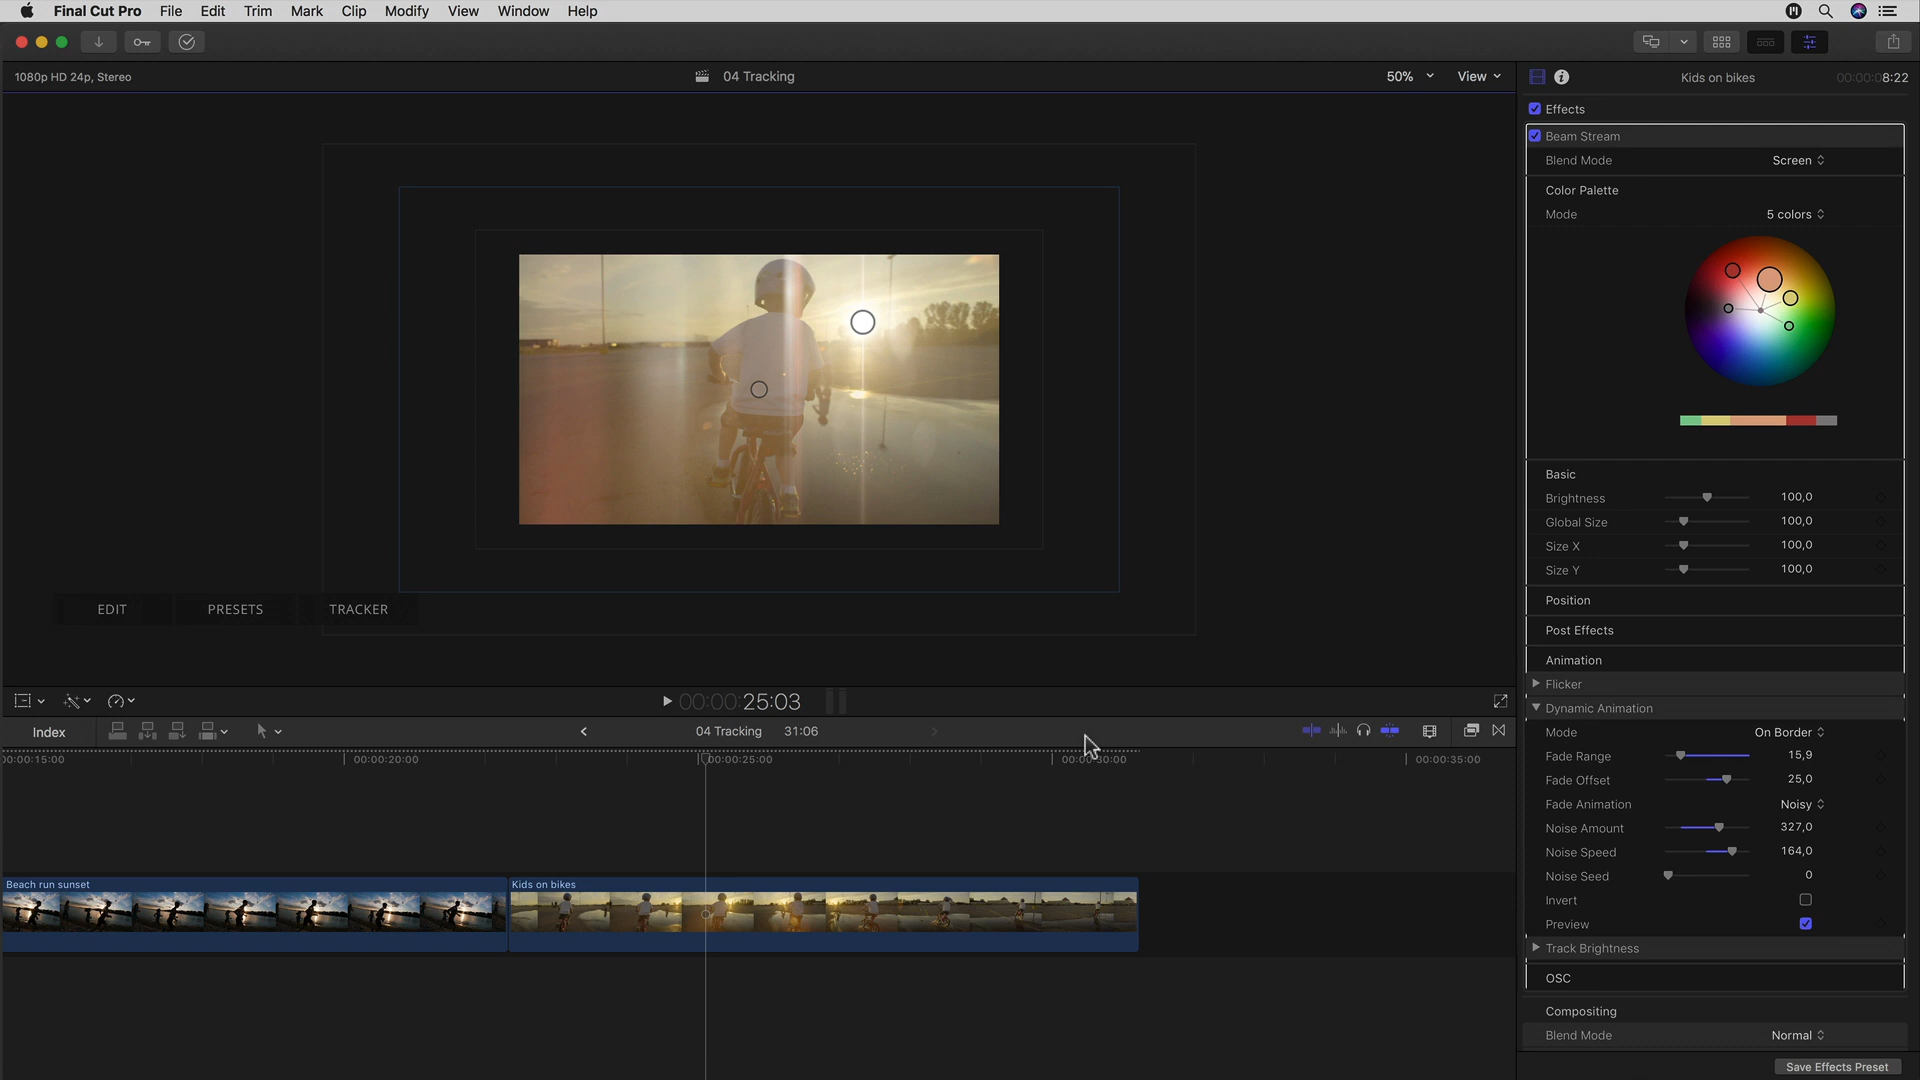 Final Cut Pro File Edit Trim Mark Clip Modify View Window Help
1080p HD 24p, Stereo
04 Tracking
50%
View
Kids on bikes
00:00:08:22
Effects
Beam Stream
Blend Mode Screen
Color Palette
Mode 5 colors
Basic
Brightness 100,0
Global Size 100,0
Size X 100,0
Size Y 100,0
Position
Post Effects
Animation
Flicker
Dynamic Animation
Mode On Border
Fade Range 15,9
Fade Offset 25,0
Fade Animation Noisy
Noise Amount 327,0
Noise Speed 164,0
Noise Seed 0
Invert
Preview
Track Brightness
OSC
Compositing
Blend Mode Normal
Save Effects Preset
EDIT PRESETS TRACKER
00:00:25:03
Index
04 Tracking 31:06
00:00:15:00 00:00:20:00 00:00:25:00 00:00:30:00 00:00:35:00
Beach run sunset
Kids on bikes